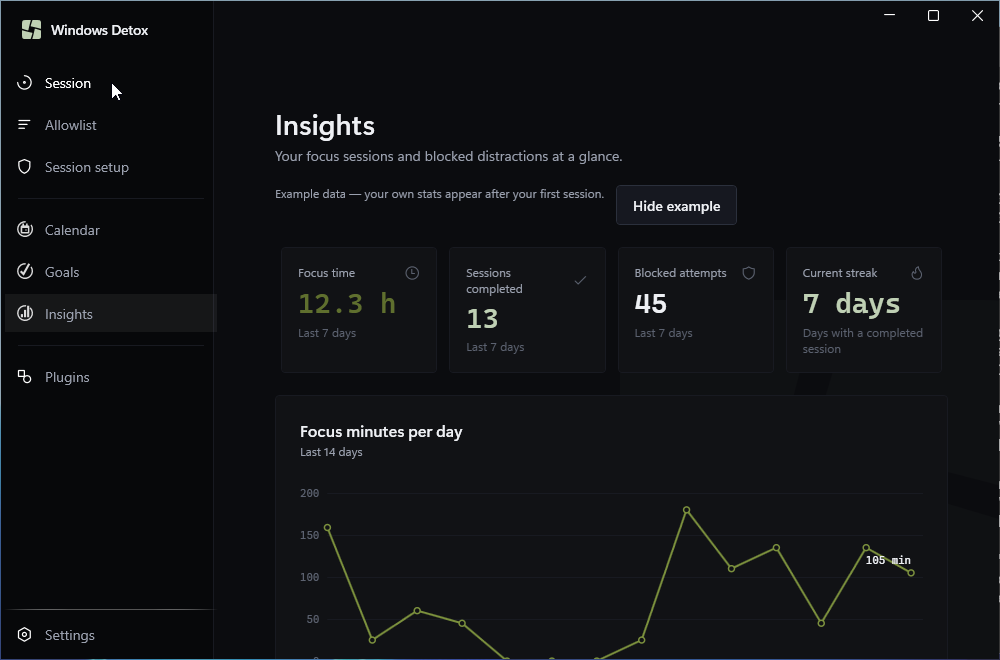 Windows Detox
Session
Allowlist
Session setup
Calendar
Goals
Insights
Plugins
Settings
Insights
Your focus sessions and blocked distractions at a glance.
Example data — your own stats appear after your first session.
Hide example
Focus time
12.3 h
Last 7 days
Sessions
completed
13
Last 7 days
Blocked attempts
45
Last 7 days
Current streak
7 days
Days with a completed
session
Focus minutes per day
Last 14 days
200
150
100
50
105 min